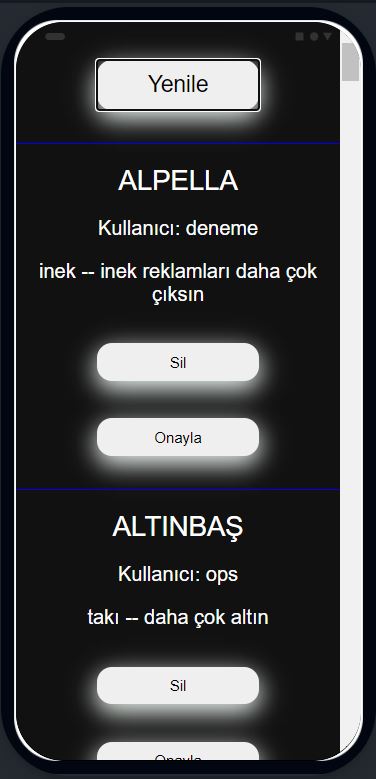 Yenile
ALPELLA
Kullanıcı: deneme
inek -- inek reklamları daha çok
çıksın
Sil
Onayla
ALTINBAŞ
Kullanıcı: ops
takı -- daha çok altın
Sil
Onayla